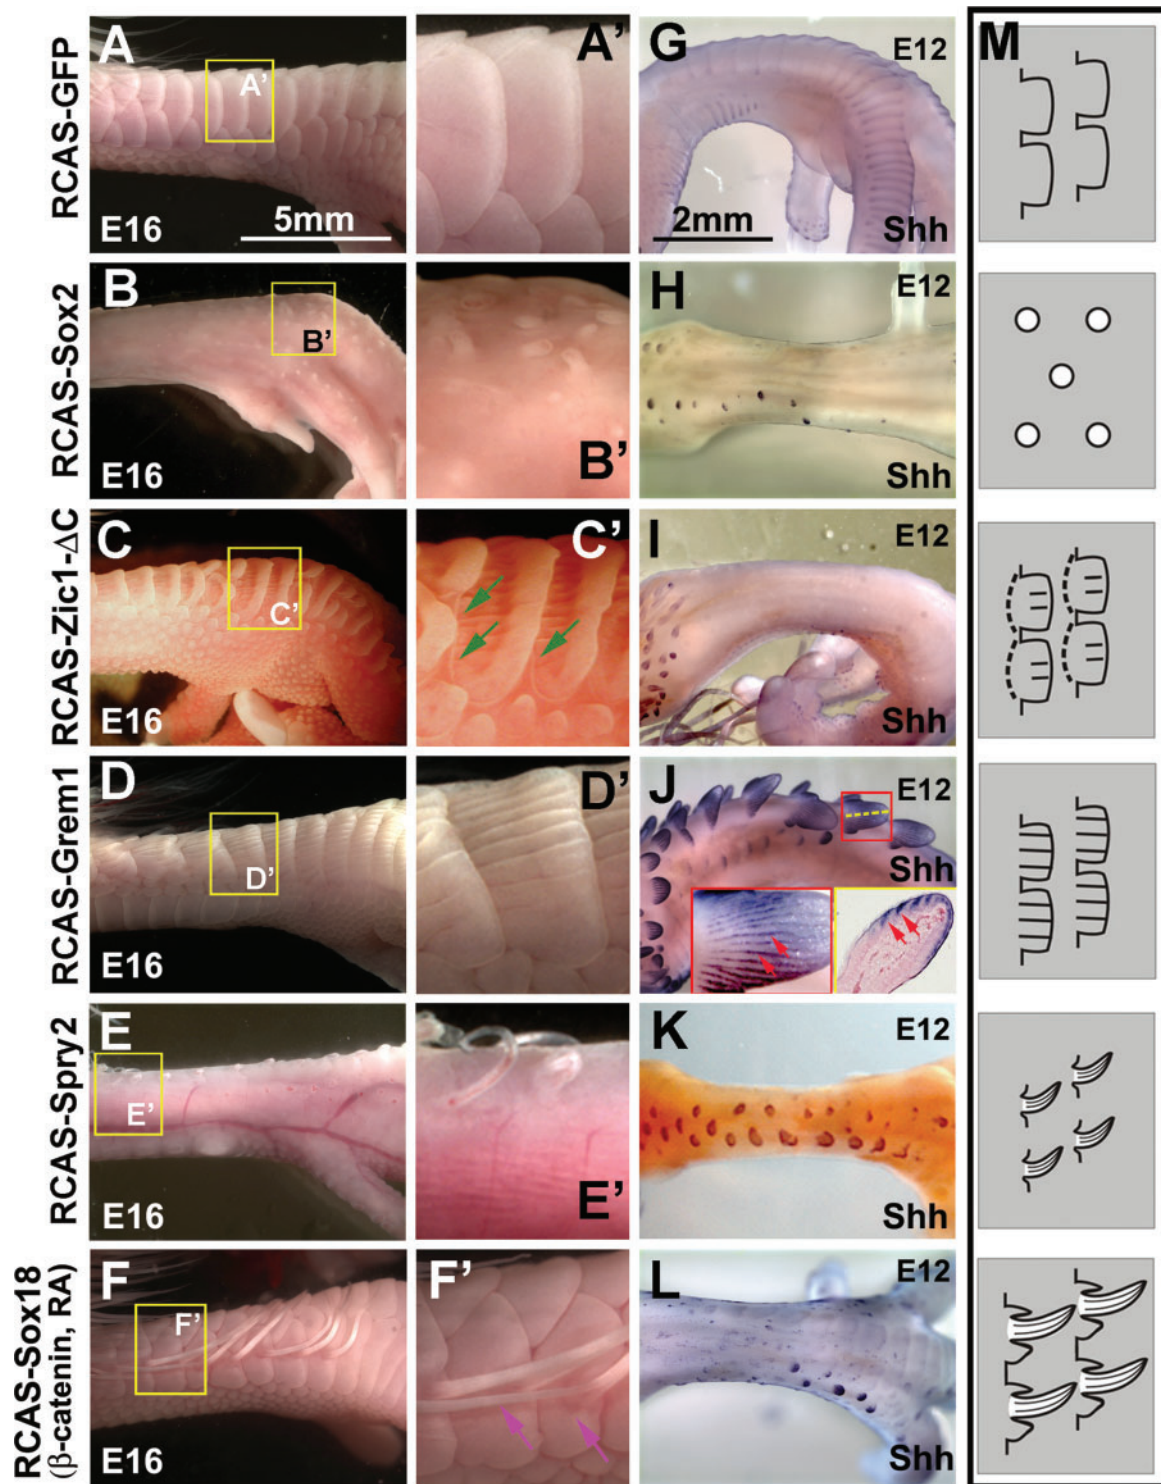 RCAS-GFP
A
A'
E16
5mm
A'
G
E12
2mm
Shh
M
RCAS-Sox2
B
B'
E16
B'
H
E12
Shh
RCAS-Zic1-ΔC
C
C'
E16
C'
I
E12
Shh
RCAS-Grem1
D
D'
E16
D'
J
E12
Shh
RCAS-Spry2
E
E'
E16
E'
K
E12
Shh
RCAS-Sox18
(β-catenin, RA)
F
F'
E16
F'
L
E12
Shh